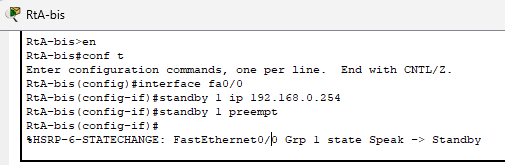 RtA-bis
RtA-bis>en
RtA-bis#conf t
Enter configuration commands, one per line.  End with CNTL/Z.
RtA-bis(config)#interface fa0/0
RtA-bis(config-if)#standby 1 ip 192.168.0.254
RtA-bis(config-if)#standby 1 preempt
RtA-bis(config-if)#
%HSRP-6-STATECHANGE: FastEthernet0/0 Grp 1 state Speak -> Standby